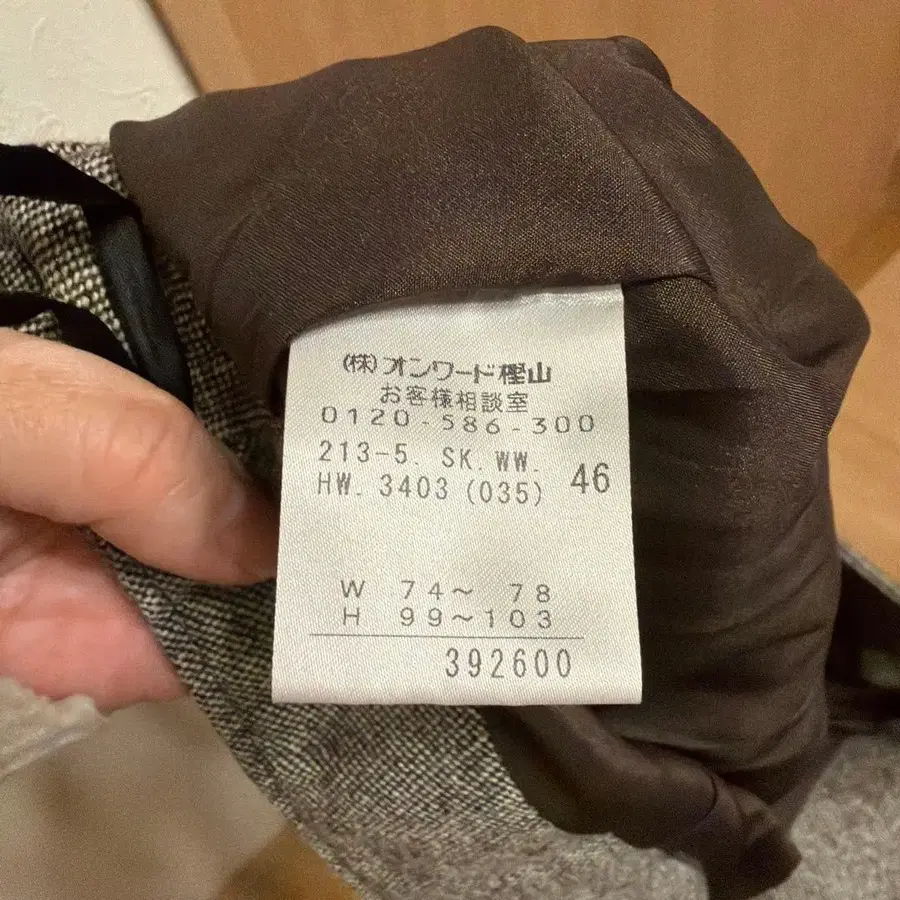 (株)オンワード樫山
お客様相談室
0120-586-300
213-5. SK.WW.
HW.3403(035) 46
W 74～ 78
H 99～103
392600